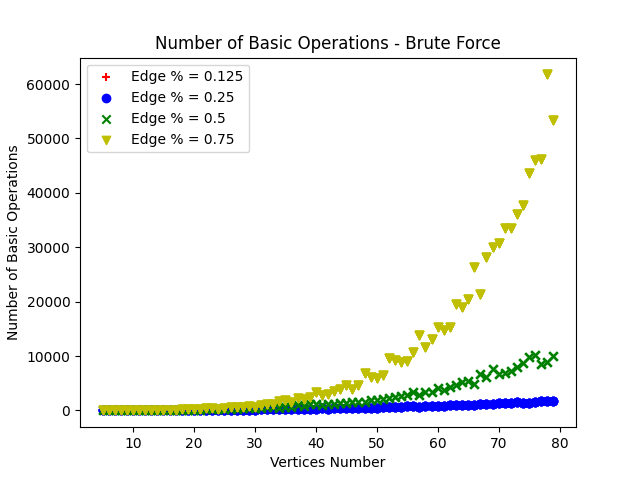 Number of Basic Operations - Brute Force
Edge % = 0.125
Edge % = 0.25
Edge % = 0.5
Edge % = 0.75
Number of Basic Operations
60000
50000
40000
30000
20000
10000
0
10 20 30 40 50 60 70 80
Vertices Number